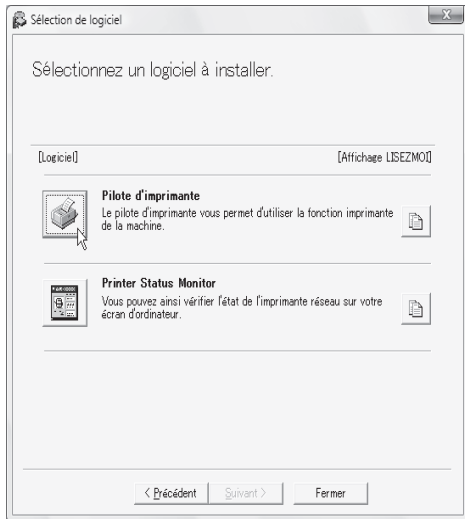 Sélection de logiciel
Sélectionnez un logiciel à installer.
[Logiciel] [Affichage LISEZMOI]
Pilote d'imprimante
Le pilote d'imprimante vous permet d'utiliser la fonction imprimante
de la machine.
Printer Status Monitor
Vous pouvez ainsi vérifier l'état de l'imprimante réseau sur votre
écran d'ordinateur.
< Précédent Suivant > Fermer